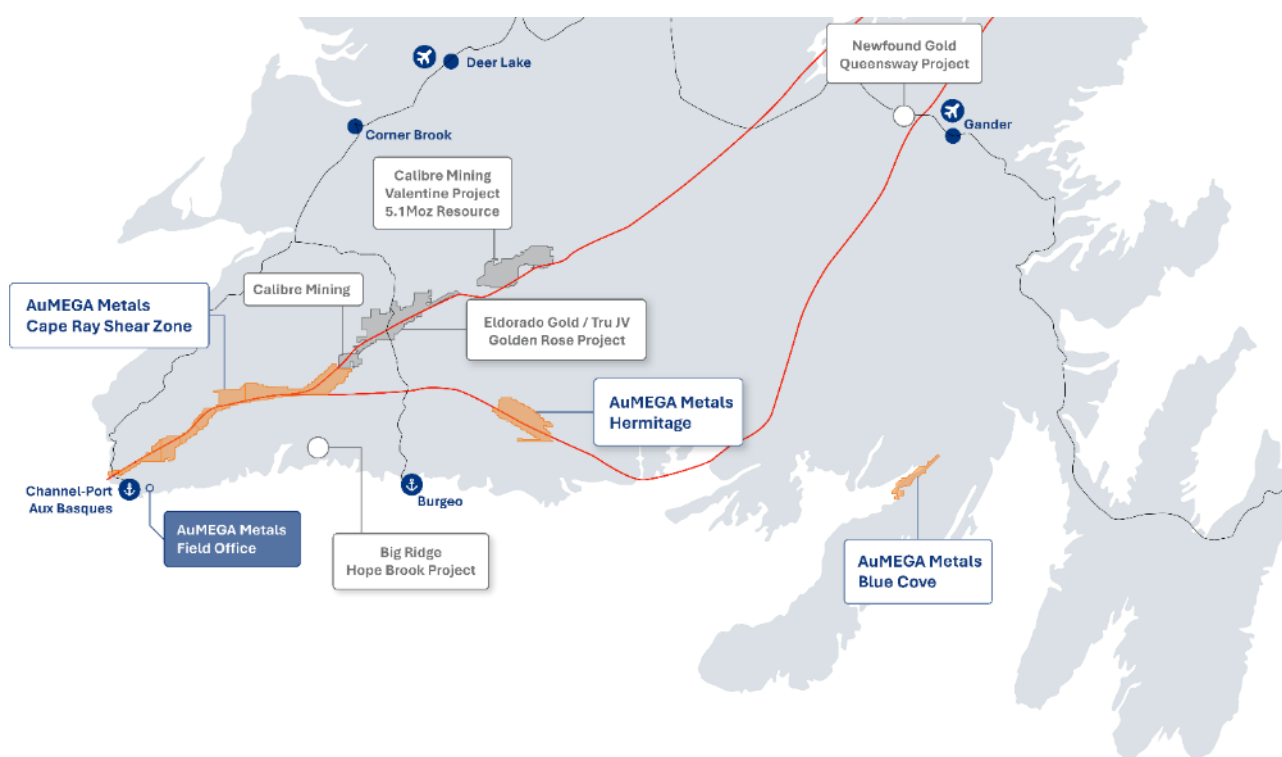 Newfound Gold
Queensway Project
Deer Lake
Gander
Corner Brook
Calibre Mining
Valentine Project
5.1Moz Resource
Calibre Mining
AuMEGA Metals
Cape Ray Shear Zone
Eldorado Gold / Tru JV
Golden Rose Project
AuMEGA Metals
Hermitage
Channel-Port
Aux Basques
Burgeo
AuMEGA Metals
Field Office
Big Ridge
Hope Brook Project
AuMEGA Metals
Blue Cove